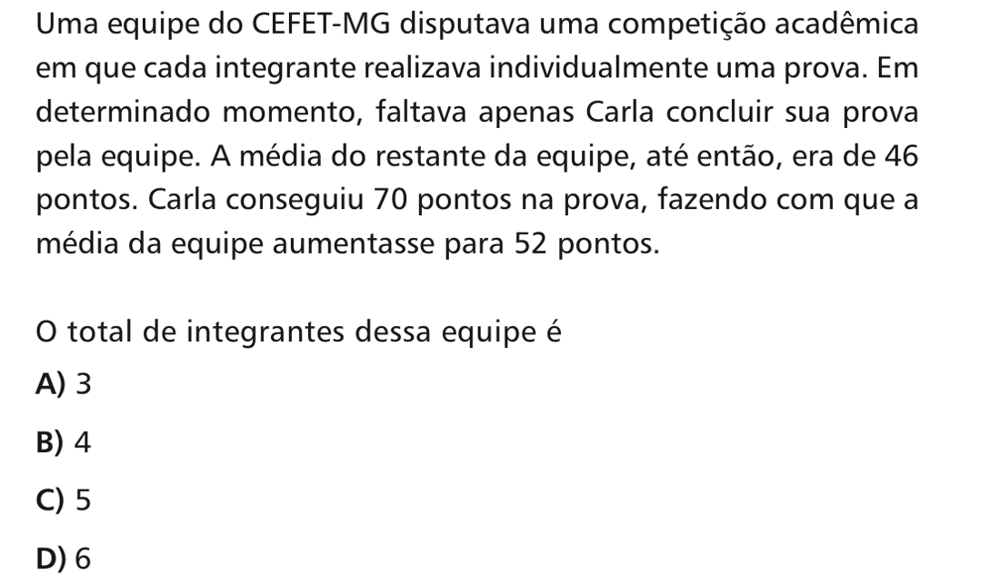 Uma equipe do CEFET-MG disputava uma competição acadêmica
em que cada integrante realizava individualmente uma prova. Em
determinado momento, faltava apenas Carla concluir sua prova
pela equipe. A média do restante da equipe, até então, era de 46
pontos. Carla conseguiu 70 pontos na prova, fazendo com que a
média da equipe aumentasse para 52 pontos.
O total de integrantes dessa equipe é
A) 3
B) 4
C) 5
D) 6